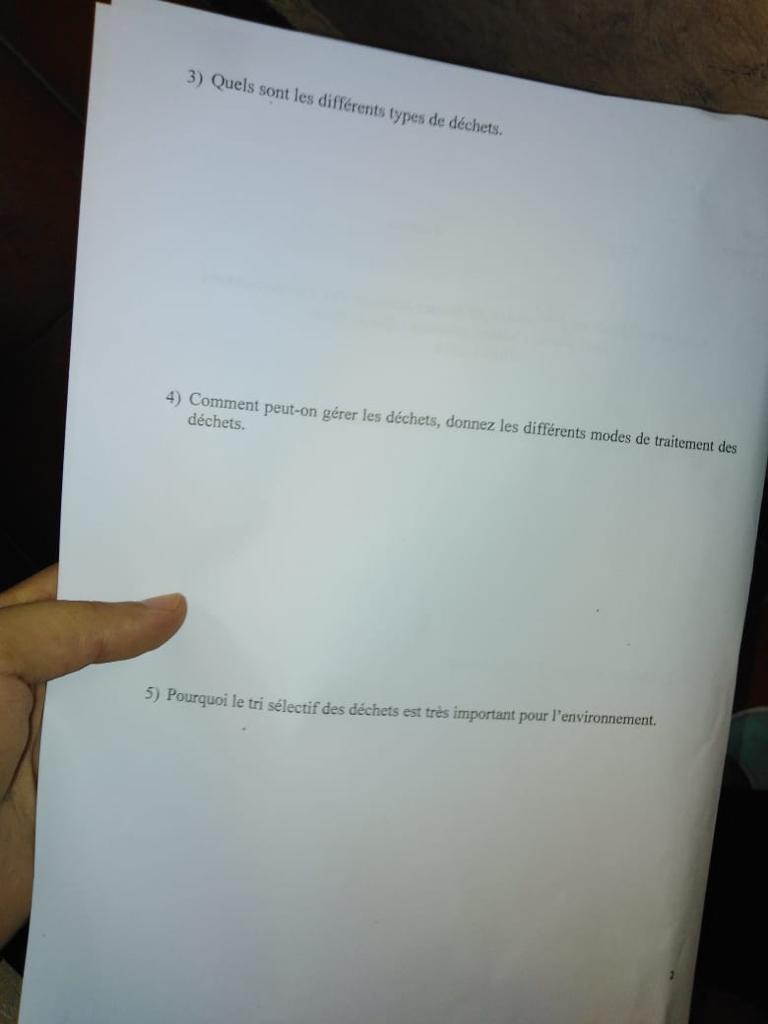 3) Quels sont les différents types de déchets.
4) Comment peut-on gérer les déchets, donnez les différents modes de traitement des
déchets.
5) Pourquoi le tri sélectif des déchets est très important pour l'environnement.
2